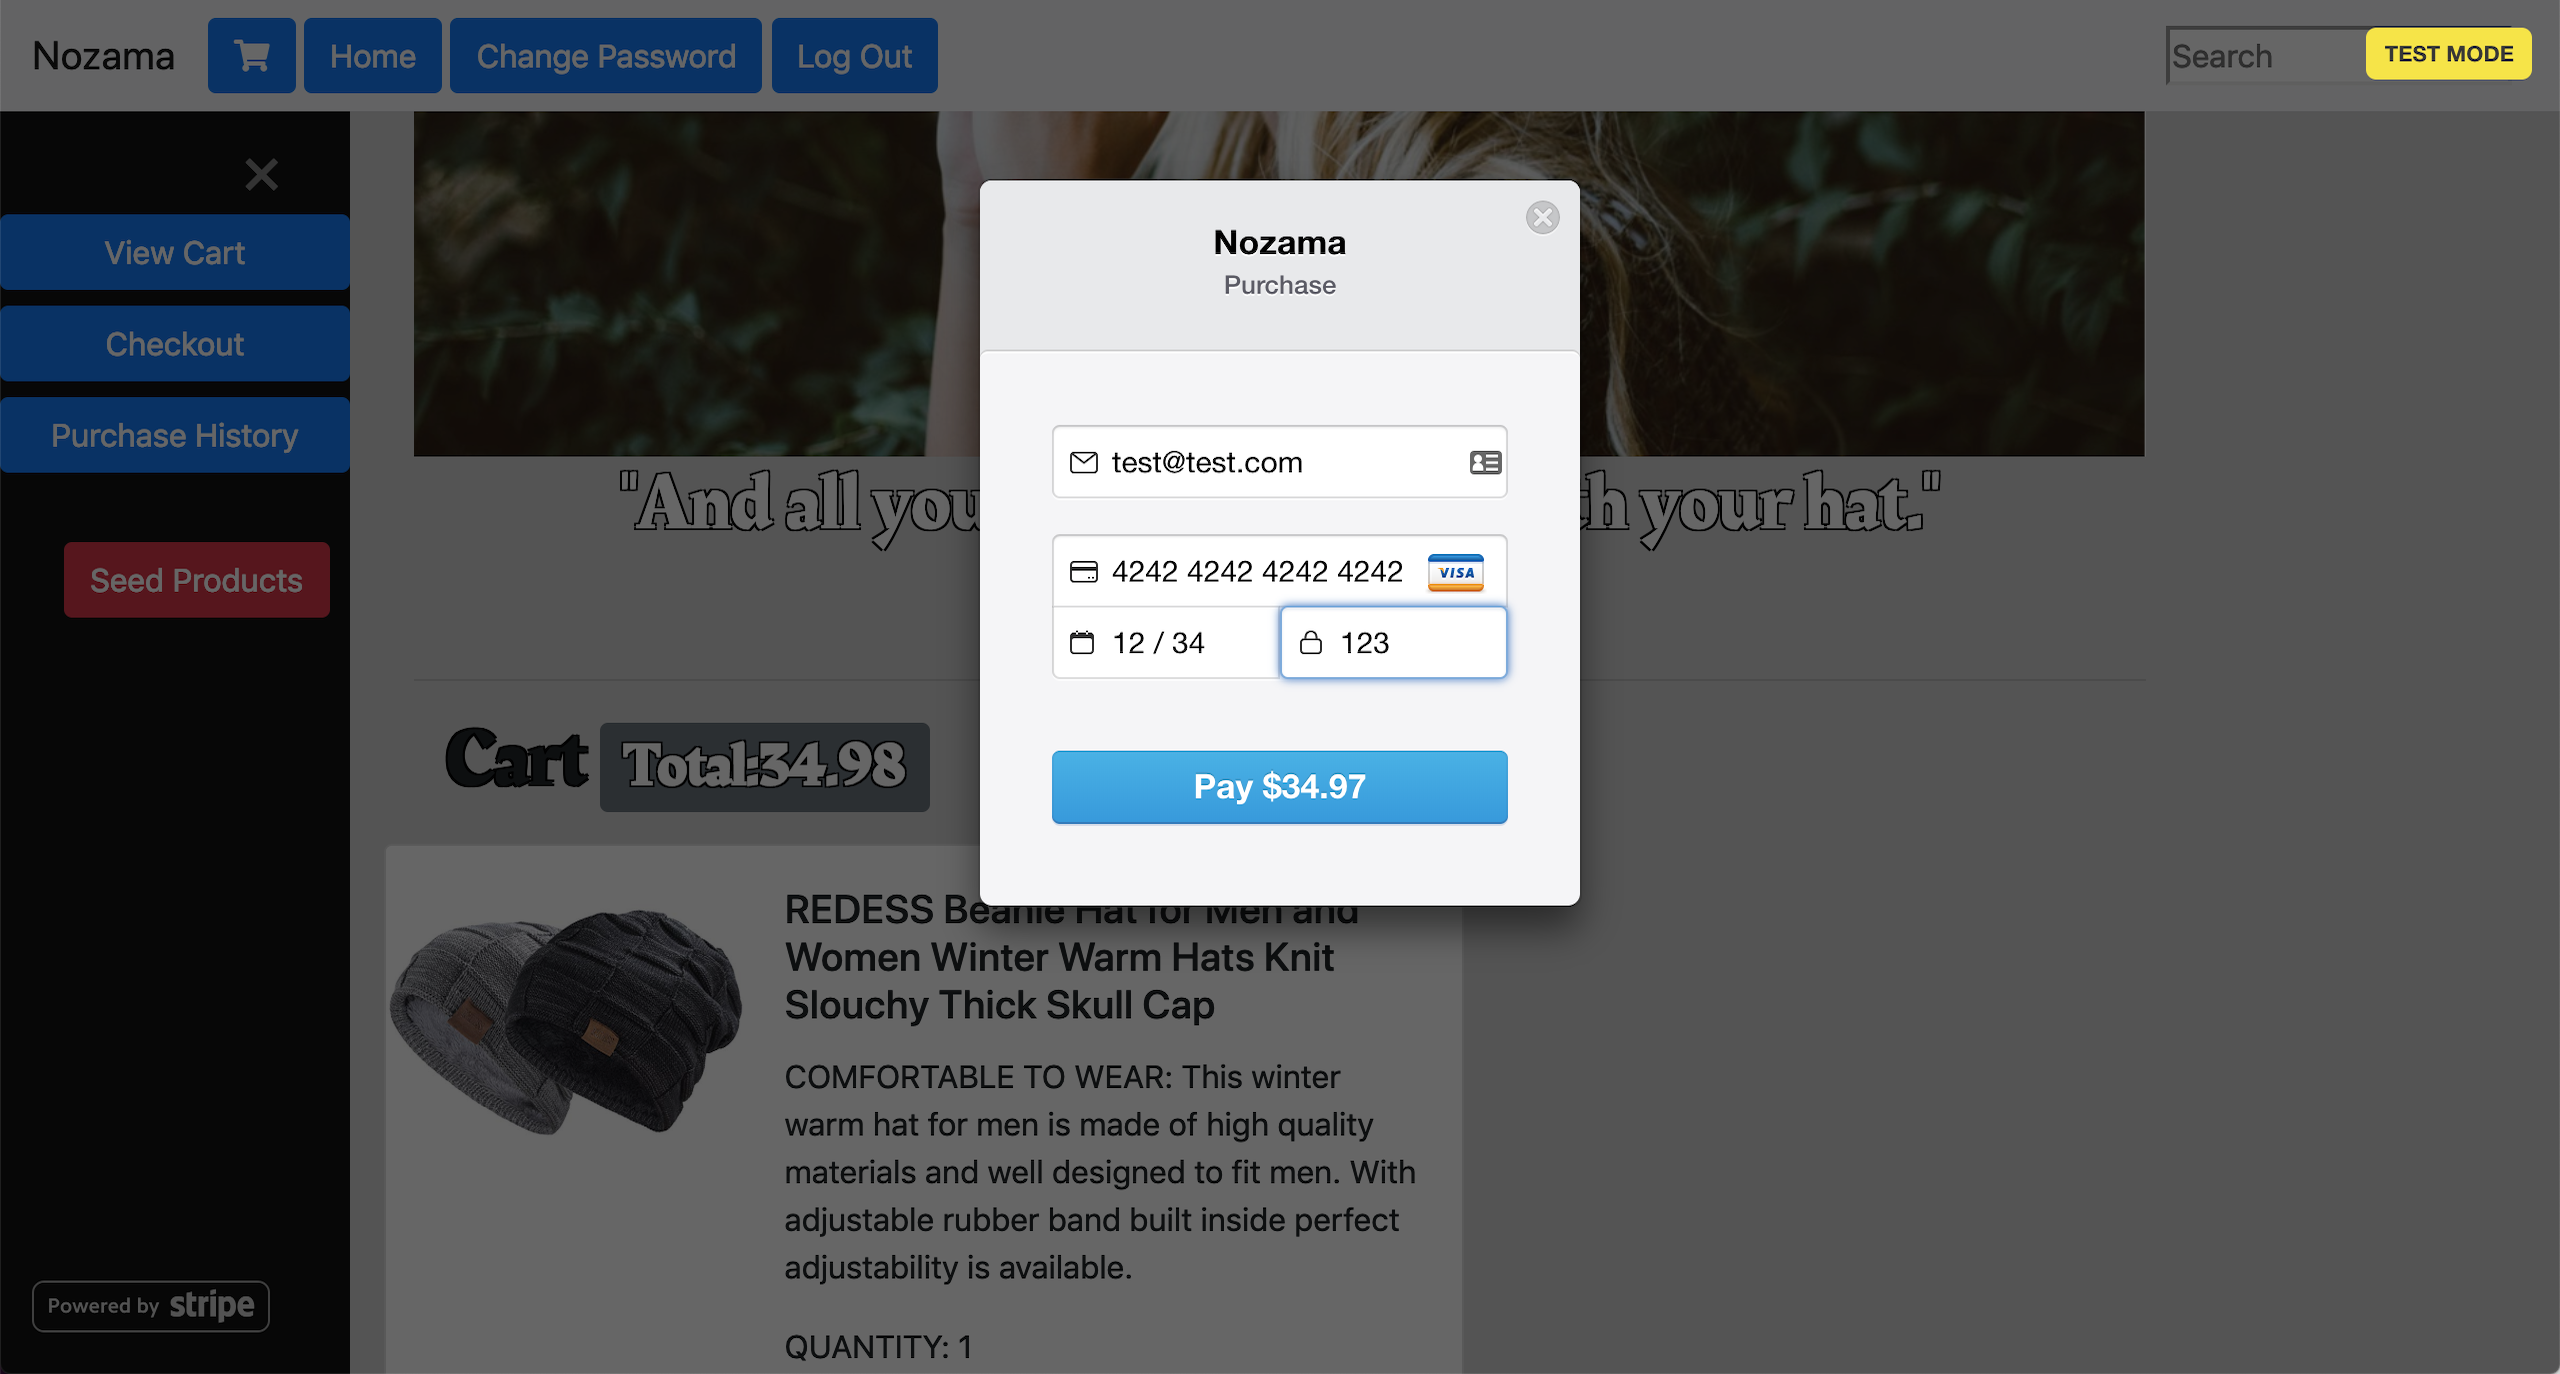 Nozama
Home
Change Password
Log Out
Search
TEST MODE
View Cart
Checkout
Purchase History
Seed Products
Powered by stripe
"And all you
h your hat."
Cart
Total:34.98
Nozama
Purchase
test@test.com
4242 4242 4242 4242
VISA
12 / 34
123
Pay $34.97
REDESS Beanie Hat for Men and
Women Winter Warm Hats Knit
Slouchy Thick Skull Cap
COMFORTABLE TO WEAR: This winter
warm hat for men is made of high quality
materials and well designed to fit men. With
adjustable rubber band built inside perfect
adjustability is available.
QUANTITY: 1